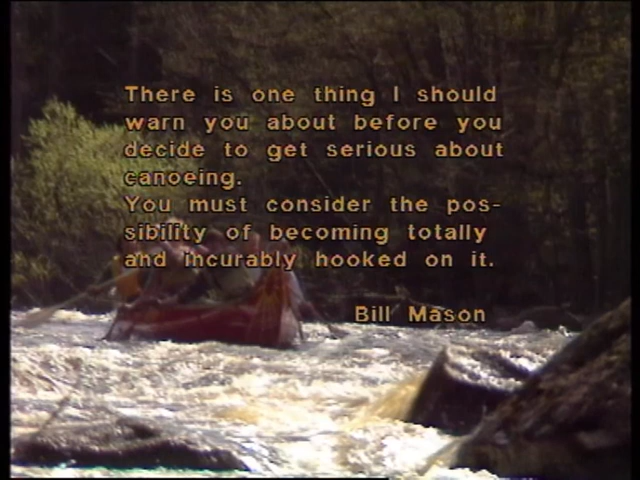 There is one thing I should
warn you about before you
decide to get serious about
canoeing.
You must consider the pos-
sibility of becoming totally
and incurably hooked on it.
Bill Mason